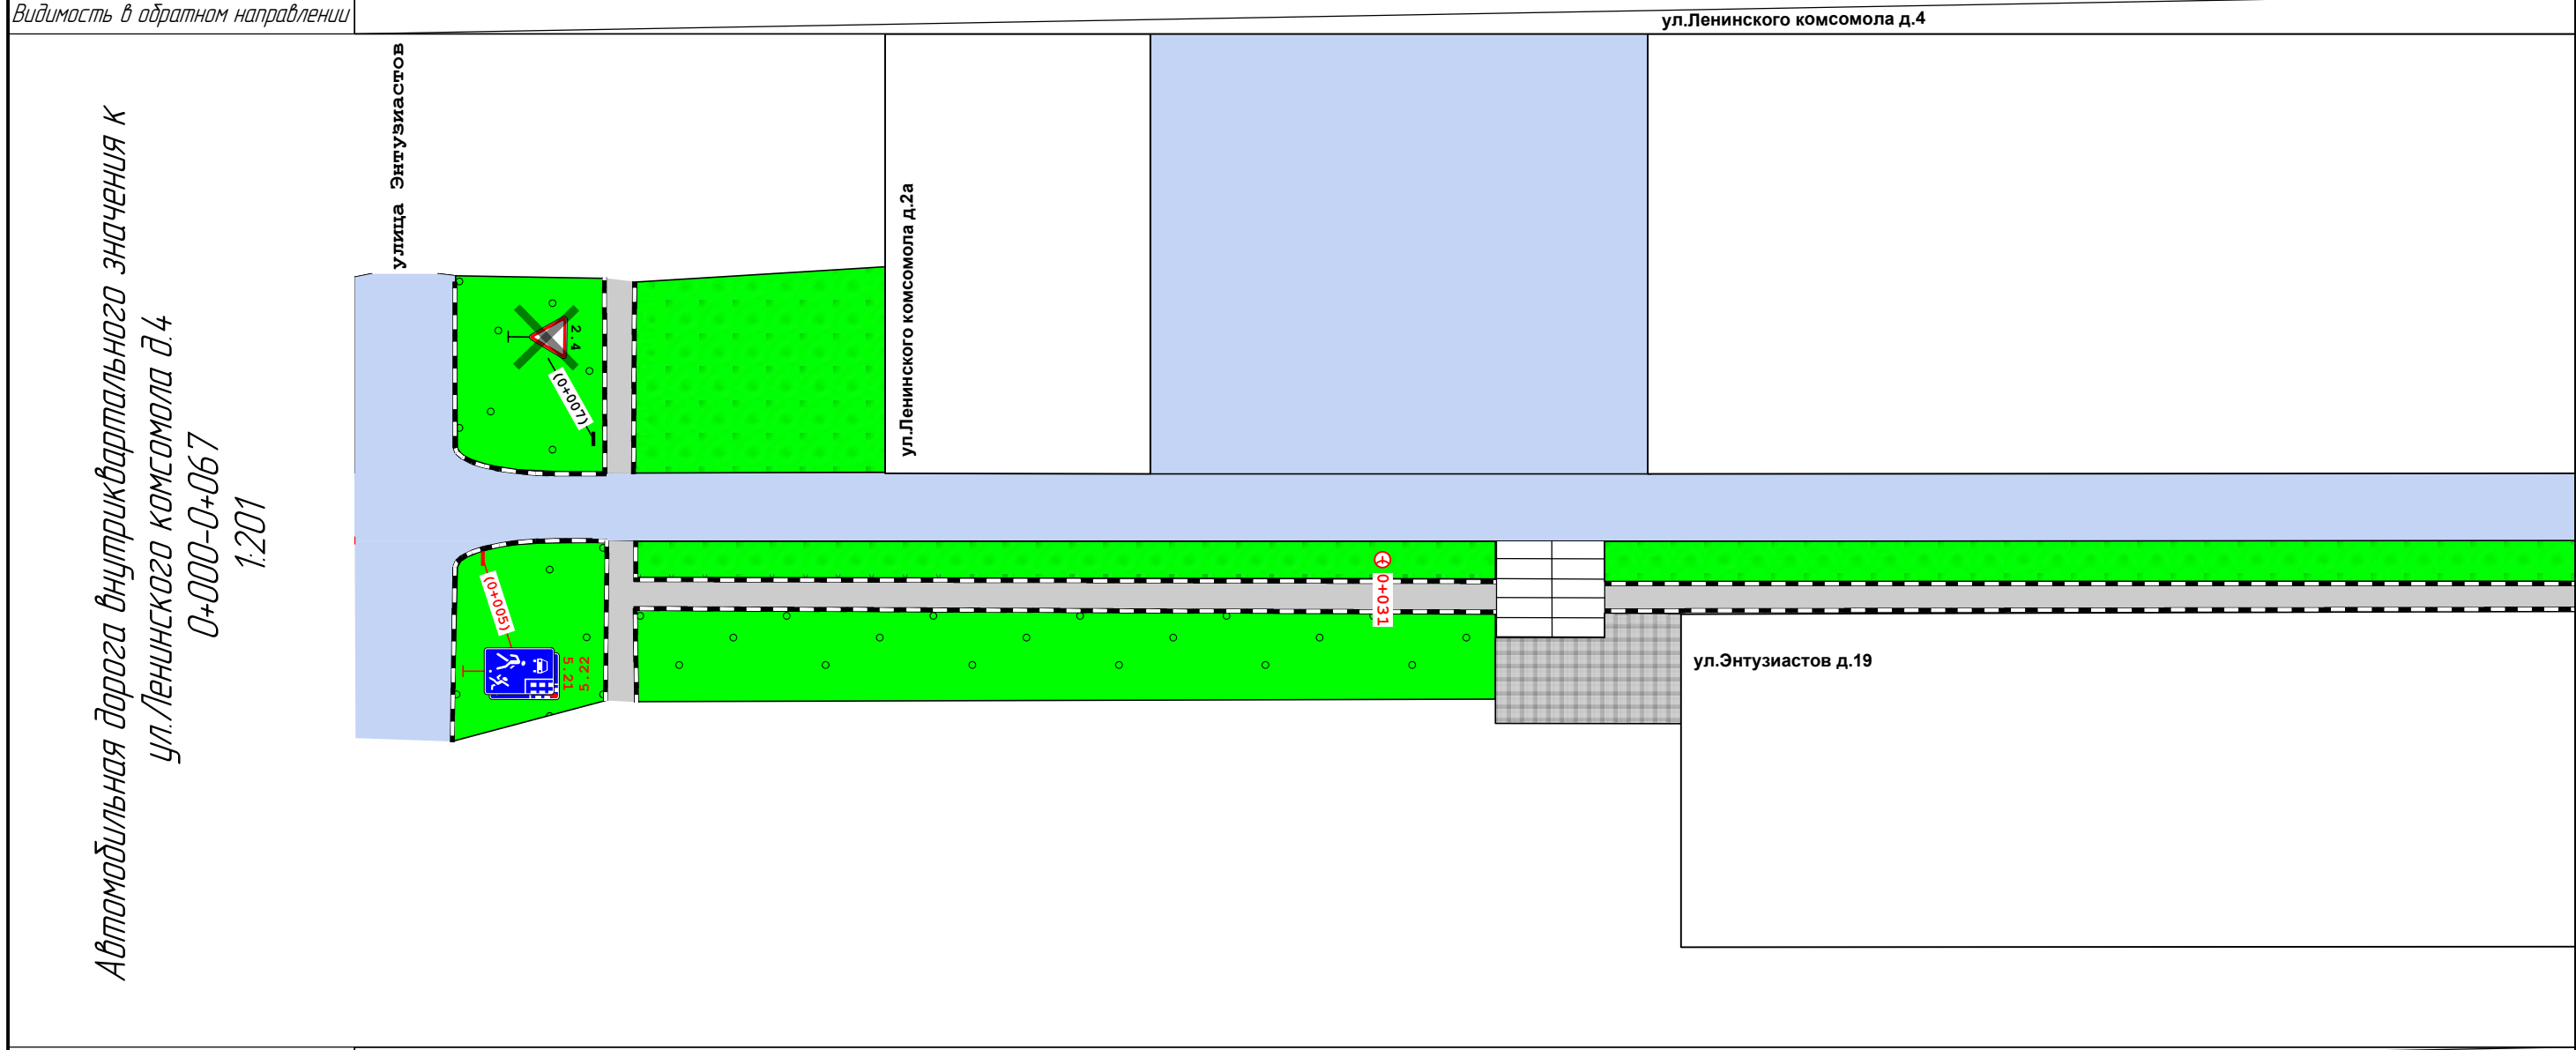 Видимость в обратном направлении
ул.Ленинского комсомола д.4
Автомобильная дорога внутриквартального значения К
ул.Ленинского комсомола д.4
0+000-0+067
1:201
улица Энтузиастов
2.4
(0+007)
ул.Ленинского комсомола д.2а
(0+005)
5.22
5.21
0+031
ул.Энтузиастов д.19